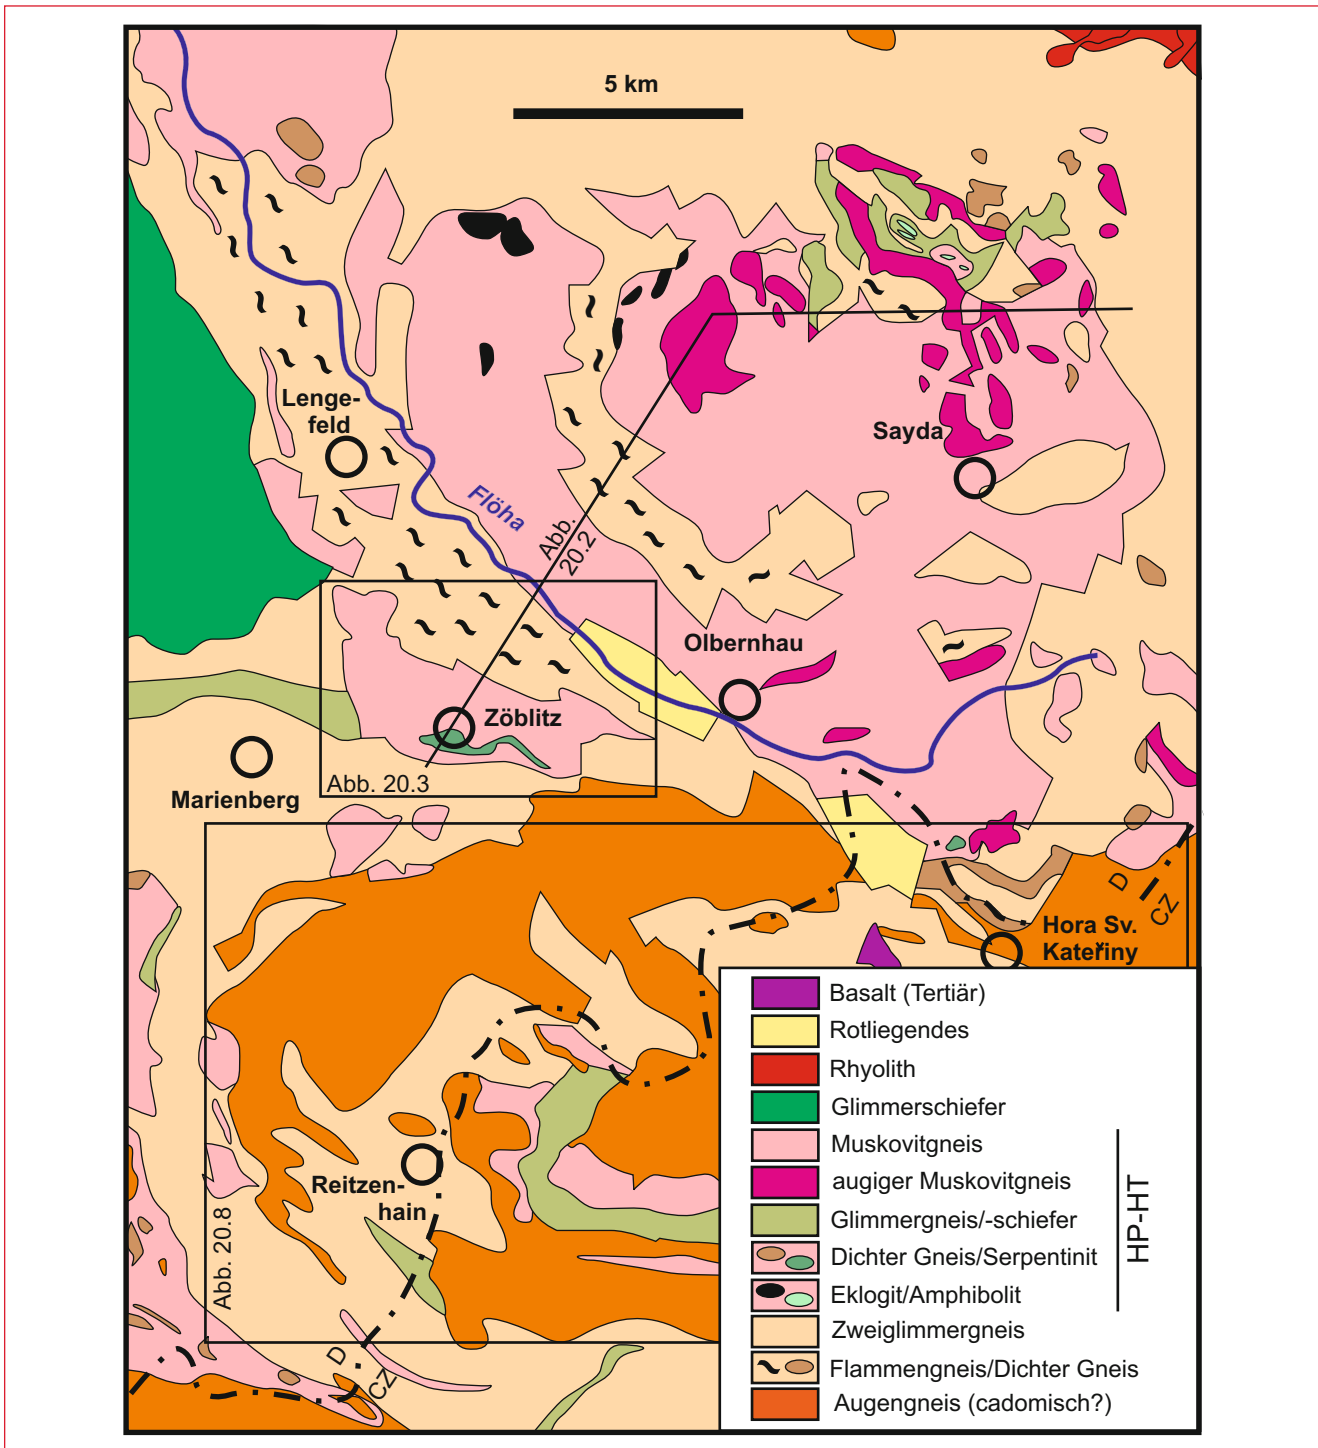 5 km
Lenge-
feld
Flöha
Abb.
20.2
Sayda
Olbernhau
Zöblitz
Abb. 20.3
Marienberg
D
CZ
Hora Sv.
Kateřiny
Reitzen-
hain
Abb. 20.8
D
CZ
Basalt (Tertiär)
Rotliegendes
Rhyolith
Glimmerschiefer
Muskovitgneis
augiger Muskovitgneis
Glimmergneis/-schiefer
Dichter Gneis/Serpentinit
Eklogit/Amphibolit
HP-HT
Zweiglimmergneis
Flammengneis/Dichter Gneis
Augengneis (cadomisch?)